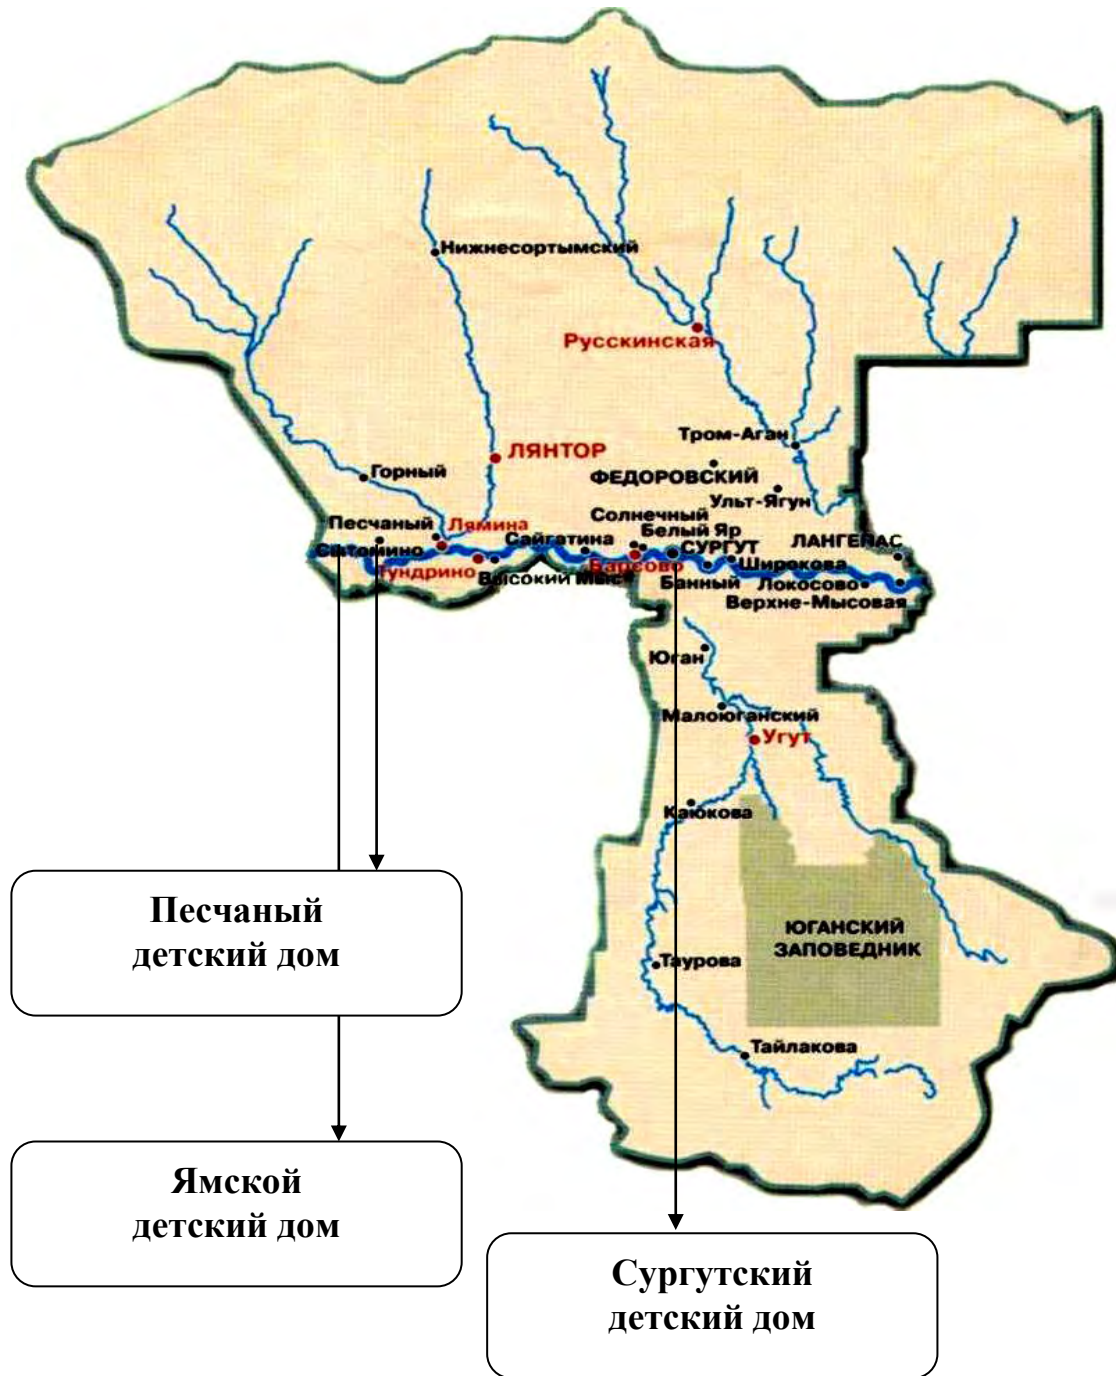 Нижнесортымский
Русскинская
Тром-Аган
ЛЯНТОР
Горный
ФЕДОРОВСКИЙ
Ульт-Ягун
Солнечный
Песчаный
Лямина
Белый Яр
Сайгатина
СУРГУТ
ЛАНГЕПАС
Сытомино
Тундрино
Барсово
Широкова
Высокий Мыс
Банный
Локосово
Верхне-Мысовая
Юган
Малоюганский
Угут
Каюкова
Песчаный
детский дом
ЮГАНСКИЙ
ЗАПОВЕДНИК
Таурова
Тайлакова
Ямской
детский дом
Сургутский
детский дом